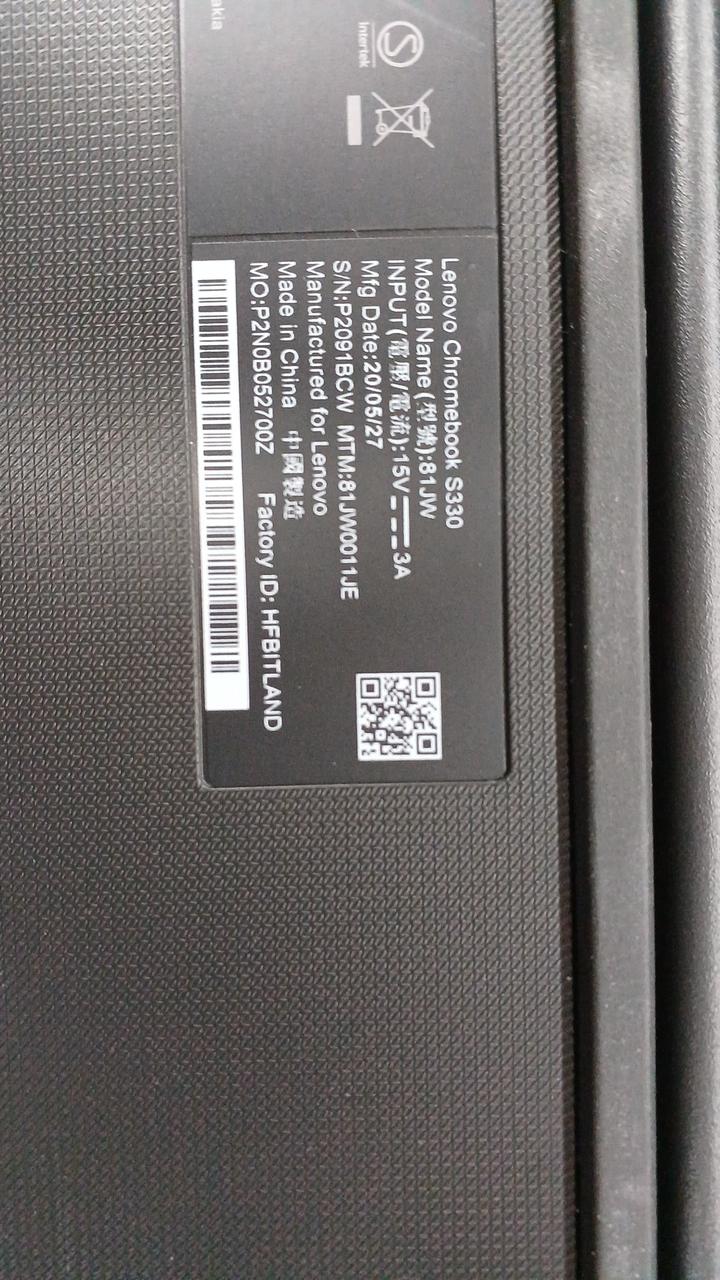 akia
Intertek
Lenovo Chromebook S330
Model Name(型號):81JW
INPUT(電壓/電流):15V⎓3A
Mfg Date:20/05/27
S/N:P2091BCW MTM:81JW0011JE
Manufactured for Lenovo
Made in China 中國製造
MO:P2N0B052700Z Factory ID: HFBITLAND